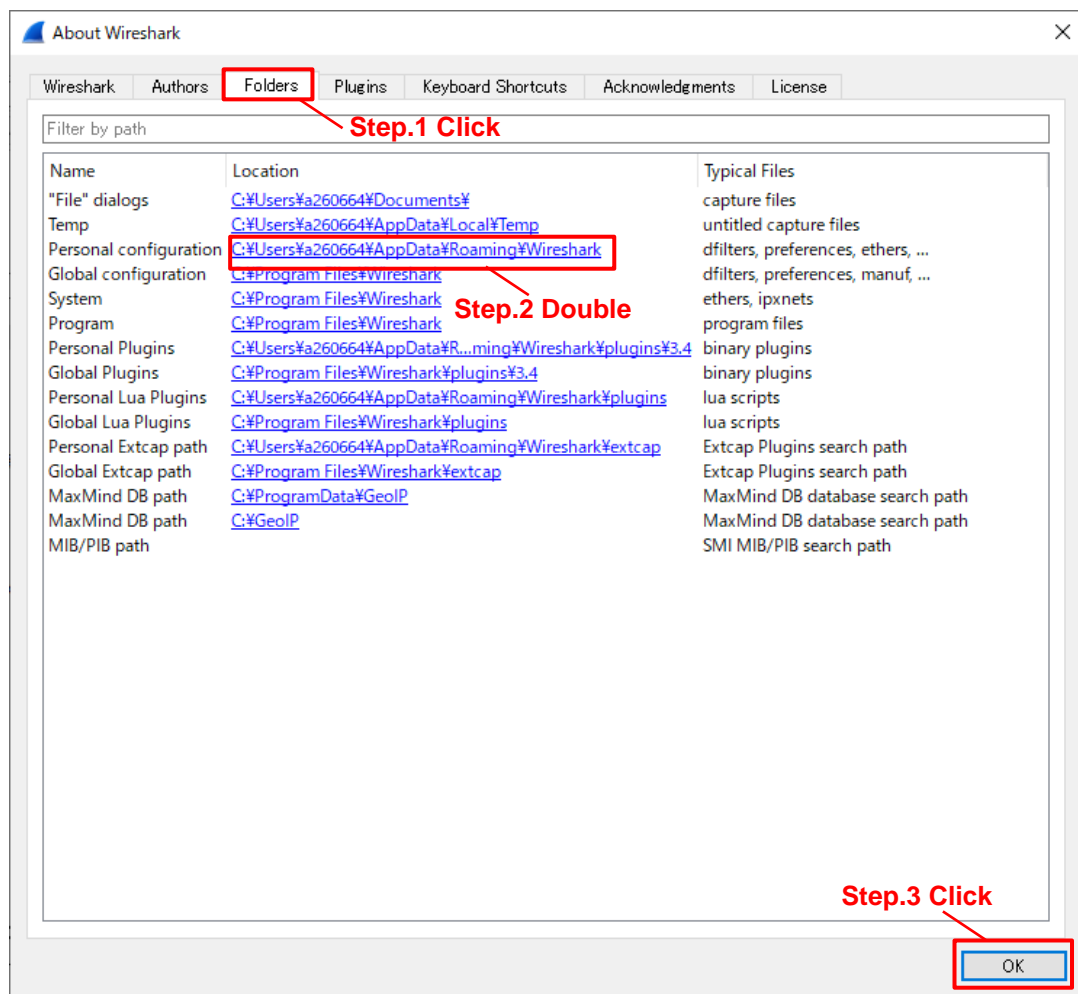 About Wireshark
Wireshark Authors Folders Plugins Keyboard Shortcuts Acknowledgments License
Step.1 Click
Filter by path
Name Location Typical Files
"File" dialogs C:¥Users¥a260664¥Documents¥ capture files
Temp C:¥Users¥a260664¥AppData¥Local¥Temp untitled capture files
Personal configuration C:¥Users¥a260664¥AppData¥Roaming¥Wireshark dfilters, preferences, ethers, ...
Global configuration C:¥Program Files¥Wireshark dfilters, preferences, manuf, ...
System C:¥Program Files¥Wireshark ethers, ipxnets
Step.2 Double
Program C:¥Program Files¥Wireshark program files
Personal Plugins C:¥Users¥a260664¥AppData¥R...ming¥Wireshark¥plugins¥3.4 binary plugins
Global Plugins C:¥Program Files¥Wireshark¥plugins¥3.4 binary plugins
Personal Lua Plugins C:¥Users¥a260664¥AppData¥Roaming¥Wireshark¥plugins lua scripts
Global Lua Plugins C:¥Program Files¥Wireshark¥plugins lua scripts
Personal Extcap path C:¥Users¥a260664¥AppData¥Roaming¥Wireshark¥extcap Extcap Plugins search path
Global Extcap path C:¥Program Files¥Wireshark¥extcap Extcap Plugins search path
MaxMind DB path C:¥ProgramData¥GeoIP MaxMind DB database search path
MaxMind DB path C:¥GeoIP MaxMind DB database search path
MIB/PIB path SMI MIB/PIB search path
Step.3 Click
OK